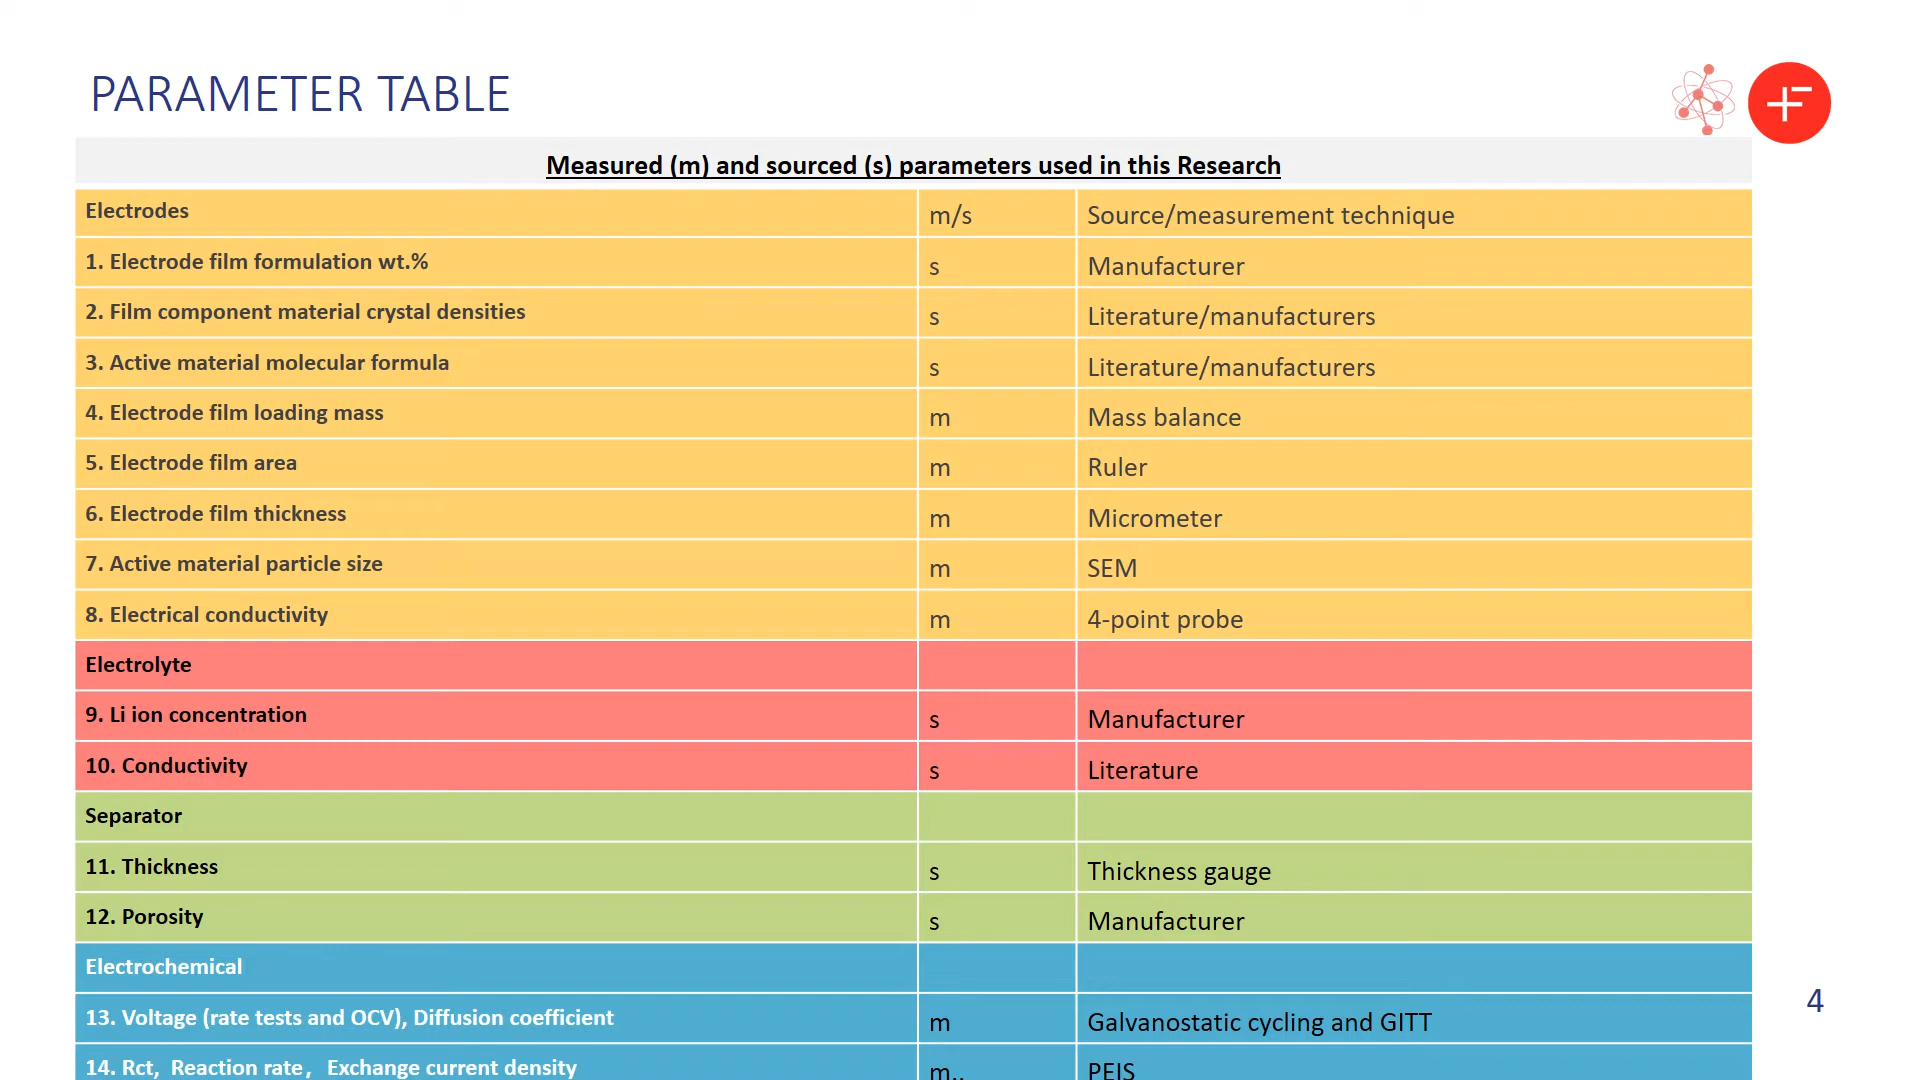 PARAMETER TABLE
Measured (m) and sourced (s) parameters used in this Research
Electrodes m/s Source/measurement technique
1. Electrode film formulation wt.% s Manufacturer
2. Film component material crystal densities s Literature/manufacturers
3. Active material molecular formula s Literature/manufacturers
4. Electrode film loading mass m Mass balance
5. Electrode film area m Ruler
6. Electrode film thickness m Micrometer
7. Active material particle size m SEM
8. Electrical conductivity m 4-point probe
Electrolyte
9. Li ion concentration s Manufacturer
10. Conductivity s Literature
Separator
11. Thickness s Thickness gauge
12. Porosity s Manufacturer
Electrochemical
13. Voltage (rate tests and OCV), Diffusion coefficient m Galvanostatic cycling and GITT
14. Rct, Reaction rate, Exchange current density m.. PEIS
4